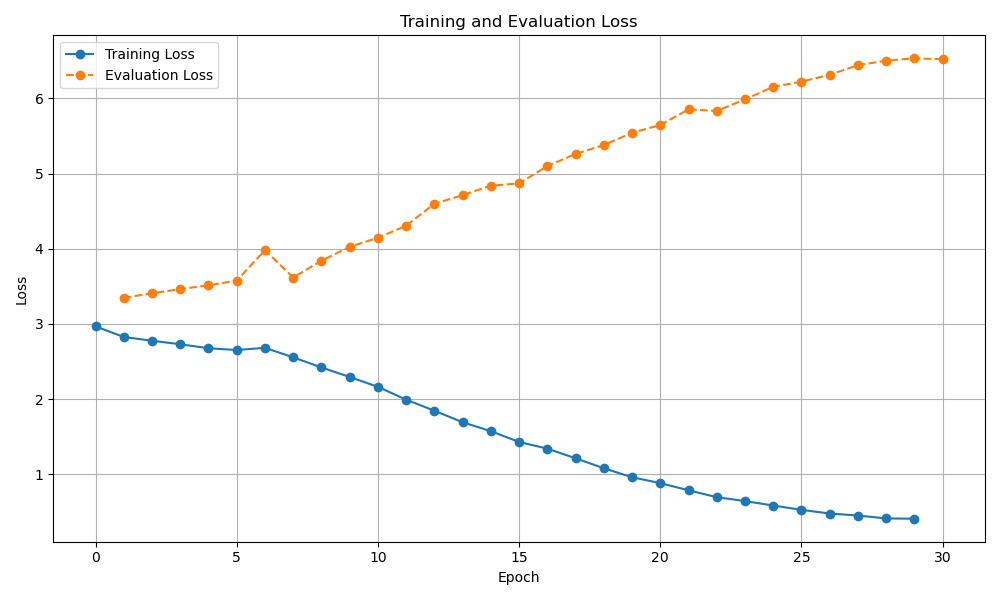 Training and Evaluation Loss
Training Loss
Evaluation Loss
6
5
4
3
2
1
Loss
0 5 10 15 20 25 30
Epoch